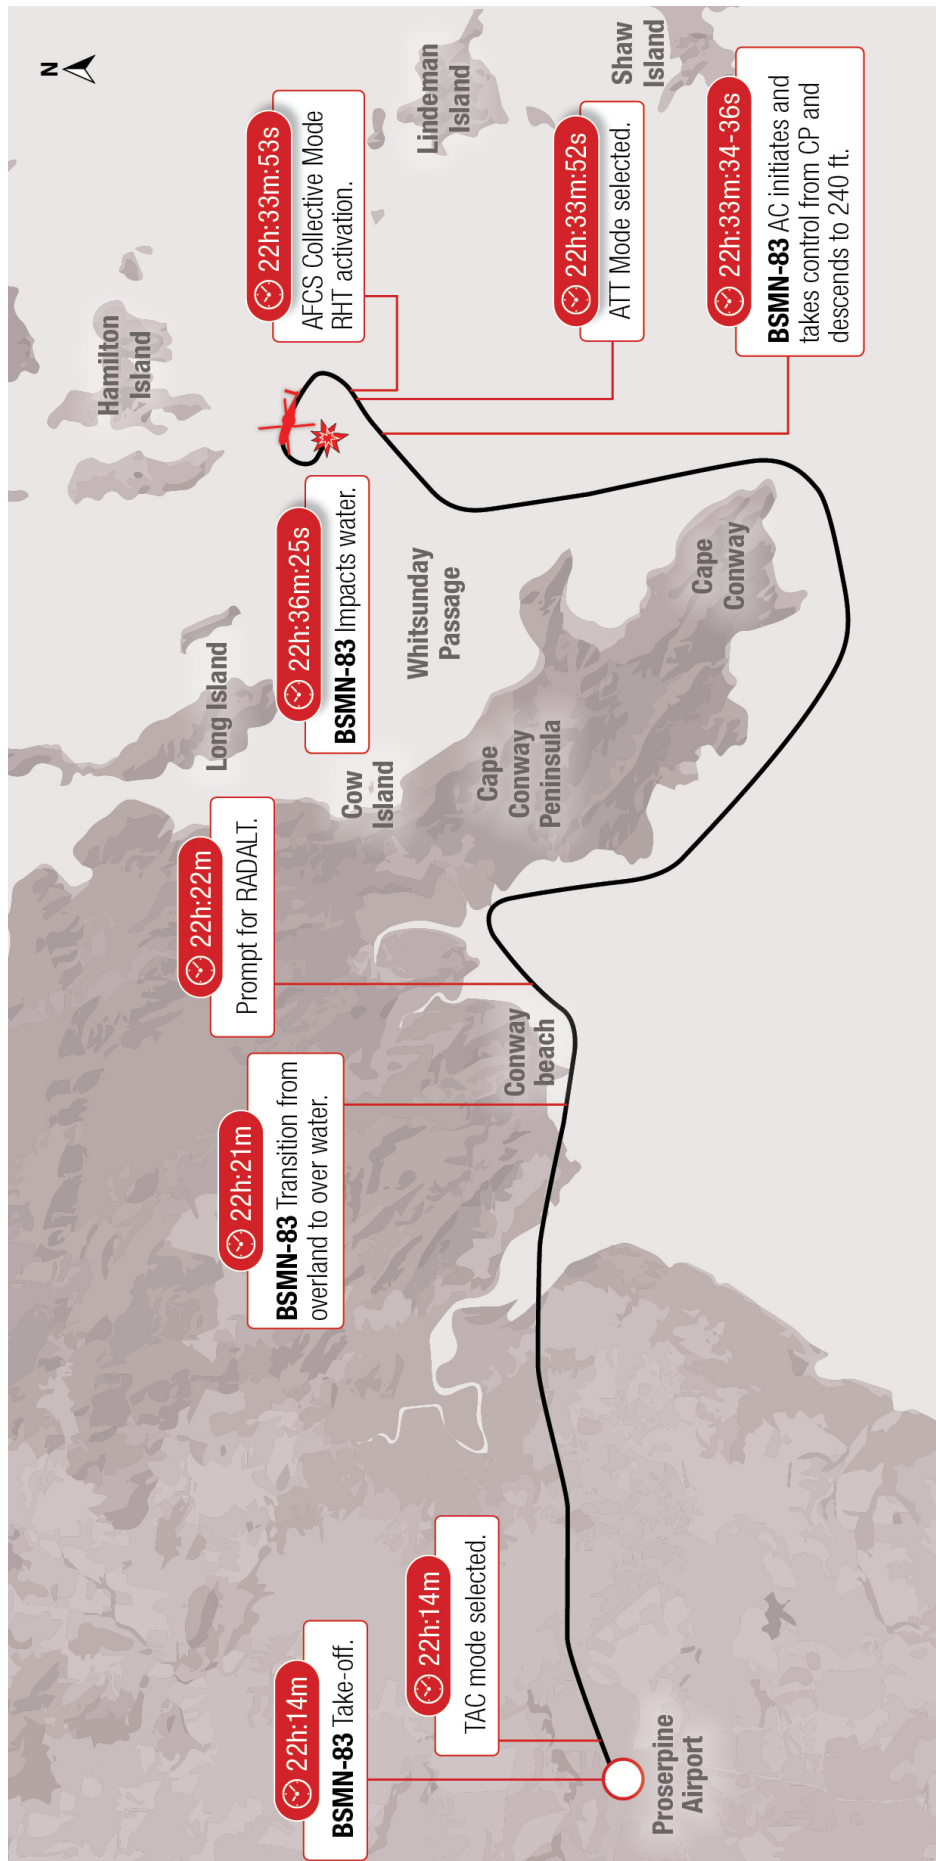 N
22h:14m
BSMN-83 Take-off.
22h:14m
TAC mode selected.
Proserpine
Airport
22h:21m
BSMN-83 Transition from
overland to over water.
22h:22m
Prompt for RADALT.
Conway
beach
Long Island
Cow
Island
Cape
Conway
Peninsula
Whitsunday
Passage
Cape
Conway
22h:36m:25s
BSMN-83 Impacts water.
Hamilton
Island
22h:33m:53s
AFCS Collective Mode
RHT activation.
Lindeman
Island
22h:33m:52s
ATT Mode selected.
Shaw
Island
22h:33m:34-36s
BSMN-83 AC initiates and
takes control from CP and
descends to 240 ft.